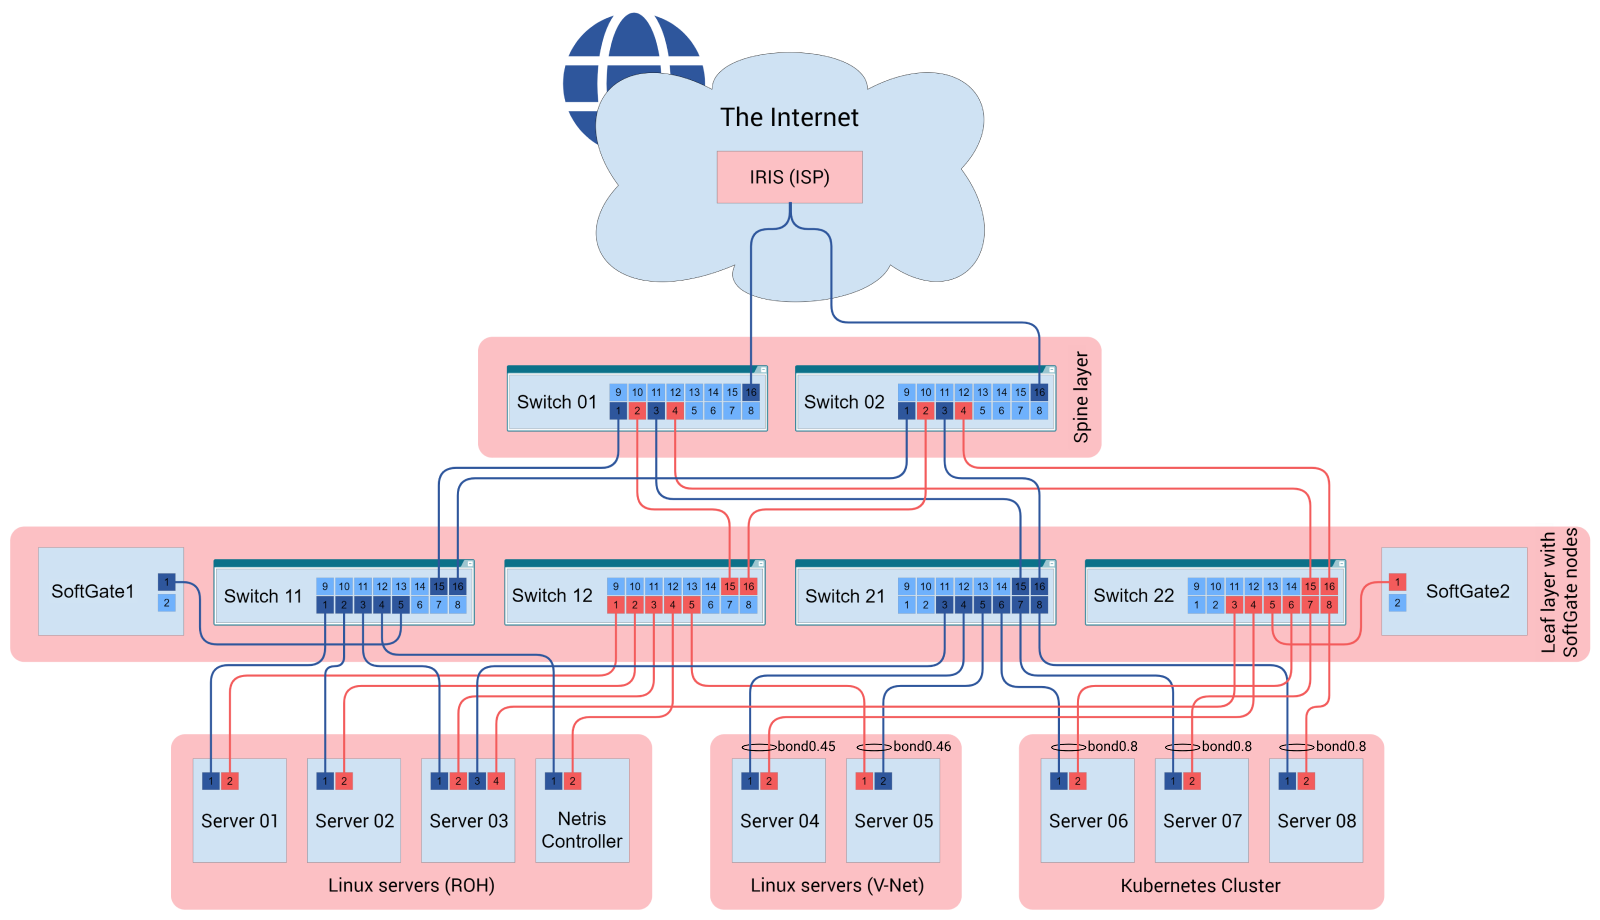 The Internet
IRIS (ISP)
Switch 01
9 10 11 12 13 14 15 16
1 2 3 4 5 6 7 8
Switch 02
9 10 11 12 13 14 15 16
1 2 3 4 5 6 7 8
Spine layer
SoftGate1
1
2
Switch 11
9 10 11 12 13 14 15 16
1 2 3 4 5 6 7 8
Switch 12
9 10 11 12 13 14 15 16
1 2 3 4 5 6 7 8
Switch 21
9 10 11 12 13 14 15 16
1 2 3 4 5 6 7 8
Switch 22
9 10 11 12 13 14 15 16
1 2 3 4 5 6 7 8
1
2
SoftGate2
Leaf layer with
SoftGate nodes
1 2
Server 01
1 2
Server 02
1 2 3 4
Server 03
1 2
Netris
Controller
Linux servers (ROH)
bond0.45
1 2
Server 04
bond0.46
1 2
Server 05
Linux servers (V-Net)
bond0.8
1 2
Server 06
bond0.8
1 2
Server 07
bond0.8
1 2
Server 08
Kubernetes Cluster